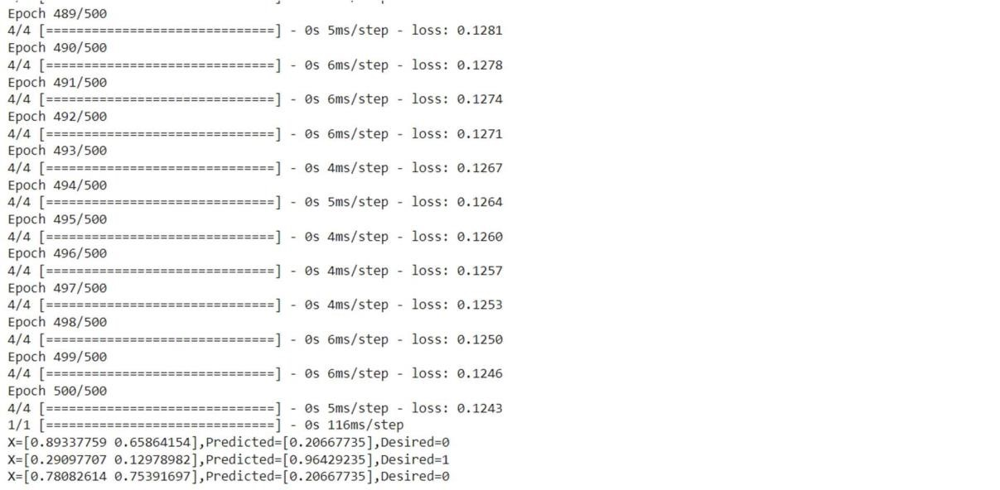 Epoch 489/500
4/4 [==============================] - 0s 5ms/step - loss: 0.1281
Epoch 490/500
4/4 [==============================] - 0s 6ms/step - loss: 0.1278
Epoch 491/500
4/4 [==============================] - 0s 6ms/step - loss: 0.1274
Epoch 492/500
4/4 [==============================] - 0s 6ms/step - loss: 0.1271
Epoch 493/500
4/4 [==============================] - 0s 4ms/step - loss: 0.1267
Epoch 494/500
4/4 [==============================] - 0s 5ms/step - loss: 0.1264
Epoch 495/500
4/4 [==============================] - 0s 4ms/step - loss: 0.1260
Epoch 496/500
4/4 [==============================] - 0s 4ms/step - loss: 0.1257
Epoch 497/500
4/4 [==============================] - 0s 4ms/step - loss: 0.1253
Epoch 498/500
4/4 [==============================] - 0s 6ms/step - loss: 0.1250
Epoch 499/500
4/4 [==============================] - 0s 6ms/step - loss: 0.1246
Epoch 500/500
4/4 [==============================] - 0s 5ms/step - loss: 0.1243
1/1 [==============================] - 0s 116ms/step
X=[0.89337759 0.65864154],Predicted=[0.20667735],Desired=0
X=[0.29097707 0.12978982],Predicted=[0.96429235],Desired=1
X=[0.78082614 0.75391697],Predicted=[0.20667735],Desired=0